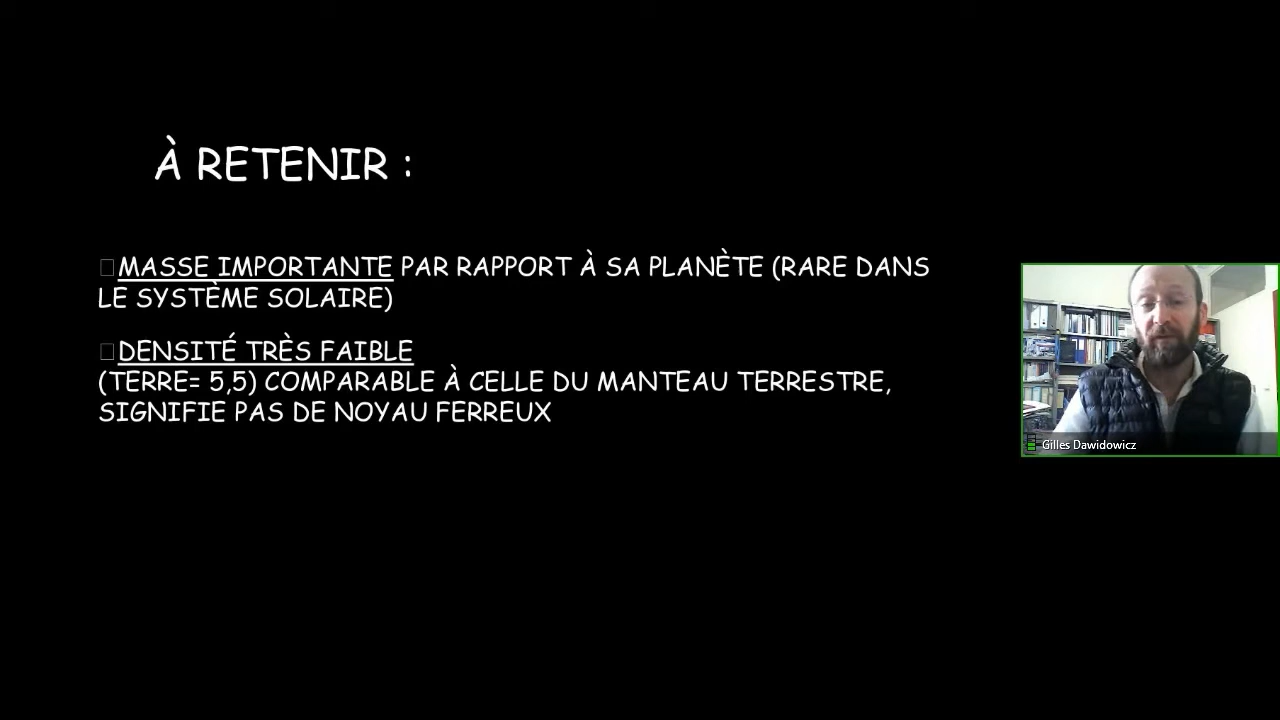 À RETENIR :
MASSE IMPORTANTE PAR RAPPORT À SA PLANÈTE (RARE DANS
LE SYSTÈME SOLAIRE)
DENSITÉ TRÈS FAIBLE
(TERRE= 5,5) COMPARABLE À CELLE DU MANTEAU TERRESTRE,
SIGNIFIE PAS DE NOYAU FERREUX
Gilles Dawidowicz